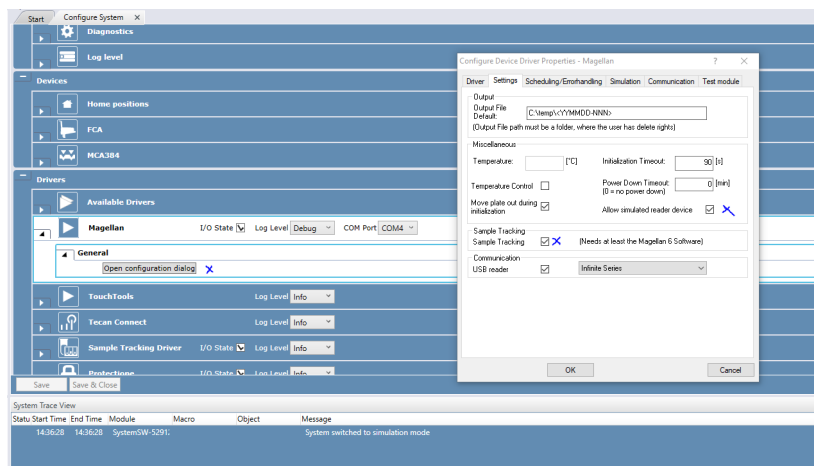 Start
Configure System X
Diagnostics
Log level
Devices
Home positions
FCA
MCA384
Drivers
Available Drivers
Magellan I/O State Log Level Debug COM Port COM4
General
Open configuration dialog
TouchTools Log Level Info
Tecan Connect Log Level Info
Sample Tracking Driver I/O State Log Level Info
I/O State Log Level Info
Save Save & Close
Configure Device Driver Properties - Magellan ? ×
Driver Settings Scheduling/Errorhandling Simulation Communication Test module
Output
Output File
Default: C:\temp\<YYMMDD-NNN>
(Output File path must be a folder, where the user has delete rights)
Miscellaneous
Temperature: [°C] Initialization Timeout: 90 [s]
Temperature Control Power Down Timeout: 0 [min]
(0 = no power down)
Move plate out during
initialization Allow simulated reader device
Sample Tracking
Sample Tracking (Needs at least the Magellan 6 Software)
Communication
USB reader Infinite Series
OK Cancel
System Trace View
Statu Start Time End Time Module Macro Object Message
14:36:28 14:36:28 System switched to simulation mode